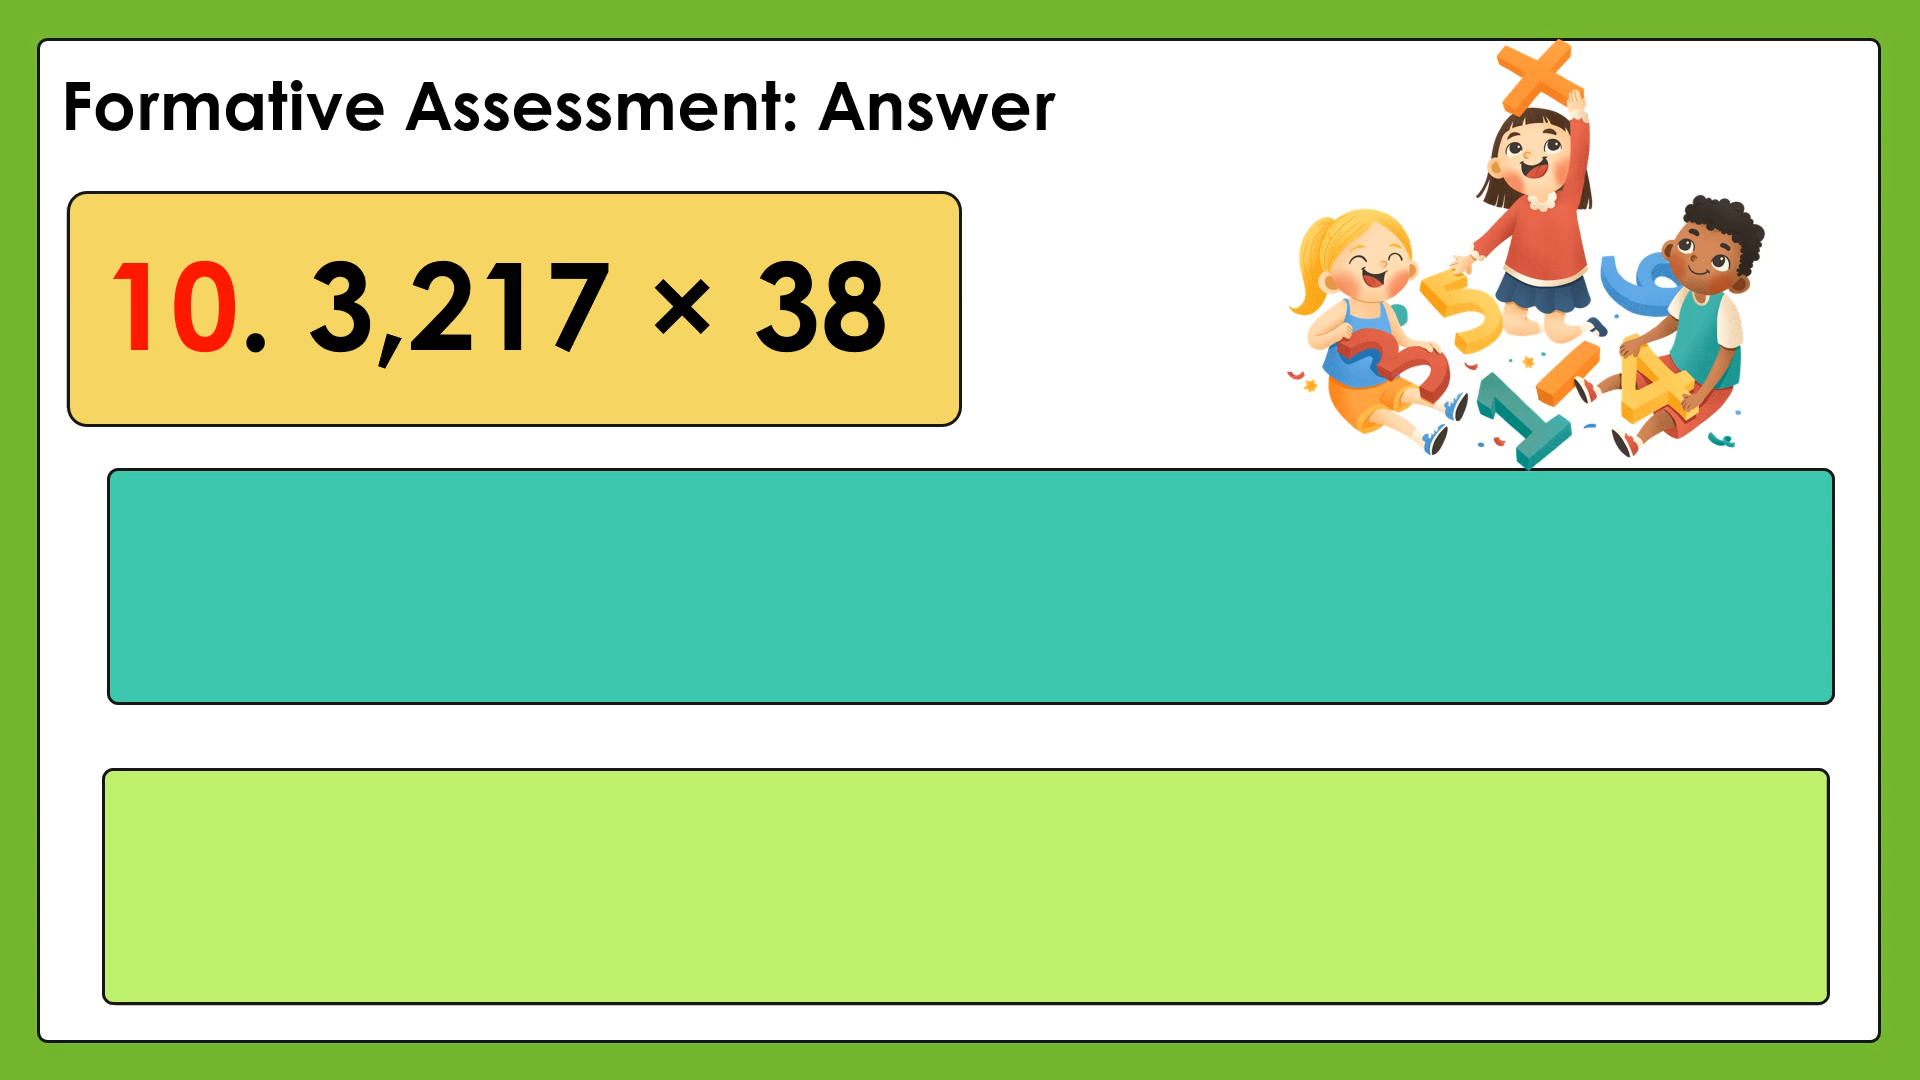 Formative Assessment: Answer
10. 3,217 × 38